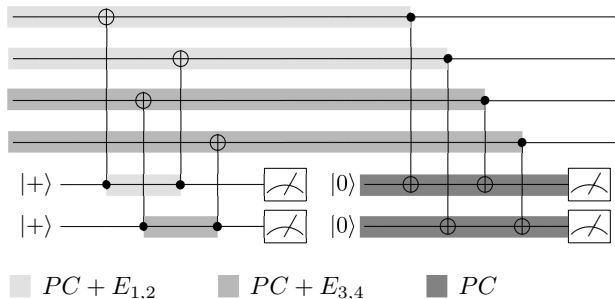 |+⟩ |0⟩
|+⟩ |0⟩
PC + E₁,₂ PC + E₃,₄ PC